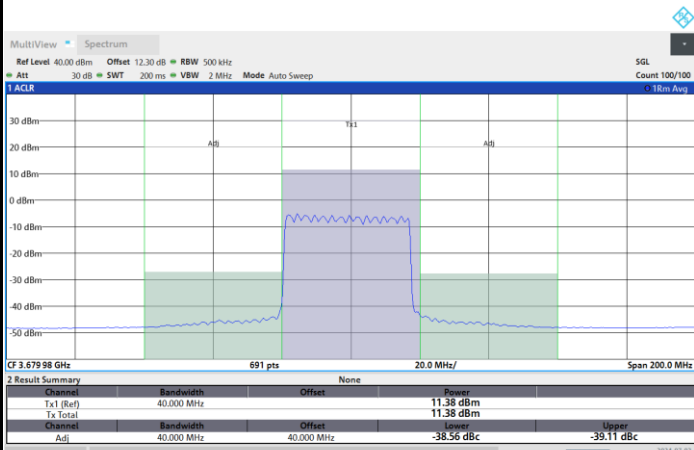 MultiView Spectrum
Ref Level 40.00 dBm Offset 12.30 dB RBW 500 kHz SGL
Att 30 dB SWT 200 ms VBW 2 MHz Mode Auto Sweep Count 100/100
1 ACLR 1Rm Avg
30 dBm
Tx1
20 dBm
Adj Adj
10 dBm
0 dBm
-10 dBm
-20 dBm
-30 dBm
-40 dBm
-50 dBm
CF 3.67998 GHz 691 pts 20.0 MHz/ Span 200.0 MHz
2 Result Summary None
Channel Bandwidth Offset Power
Tx1 (Ref) 40.000 MHz 11.38 dBm
Tx Total 11.38 dBm
Channel Bandwidth Offset Lower Upper
Adj 40.000 MHz 40.000 MHz -38.56 dBc -39.11 dBc